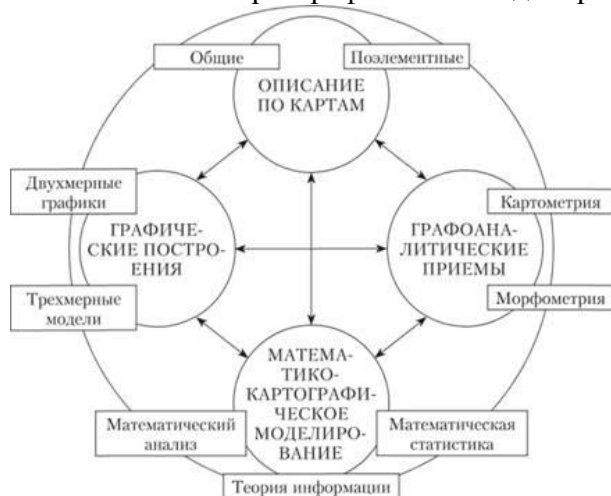 Общие
Поэлементные
ОПИСАНИЕ
ПО КАРТАМ
Двухмерные
графики
Картометрия
ГРАФИЧЕ-
СКИЕ ПОСТРО-
ЕНИЯ
ГРАФОАНА-
ЛИТИЧЕСКИЕ
ПРИЕМЫ
Трехмерные
модели
Морфометрия
МАТЕМА-
ТИКО-
КАРТОГРАФИ-
ЧЕСКОЕ
МОДЕЛИРО-
ВАНИЕ
Математический
анализ
Математическая
статистика
Теория информации